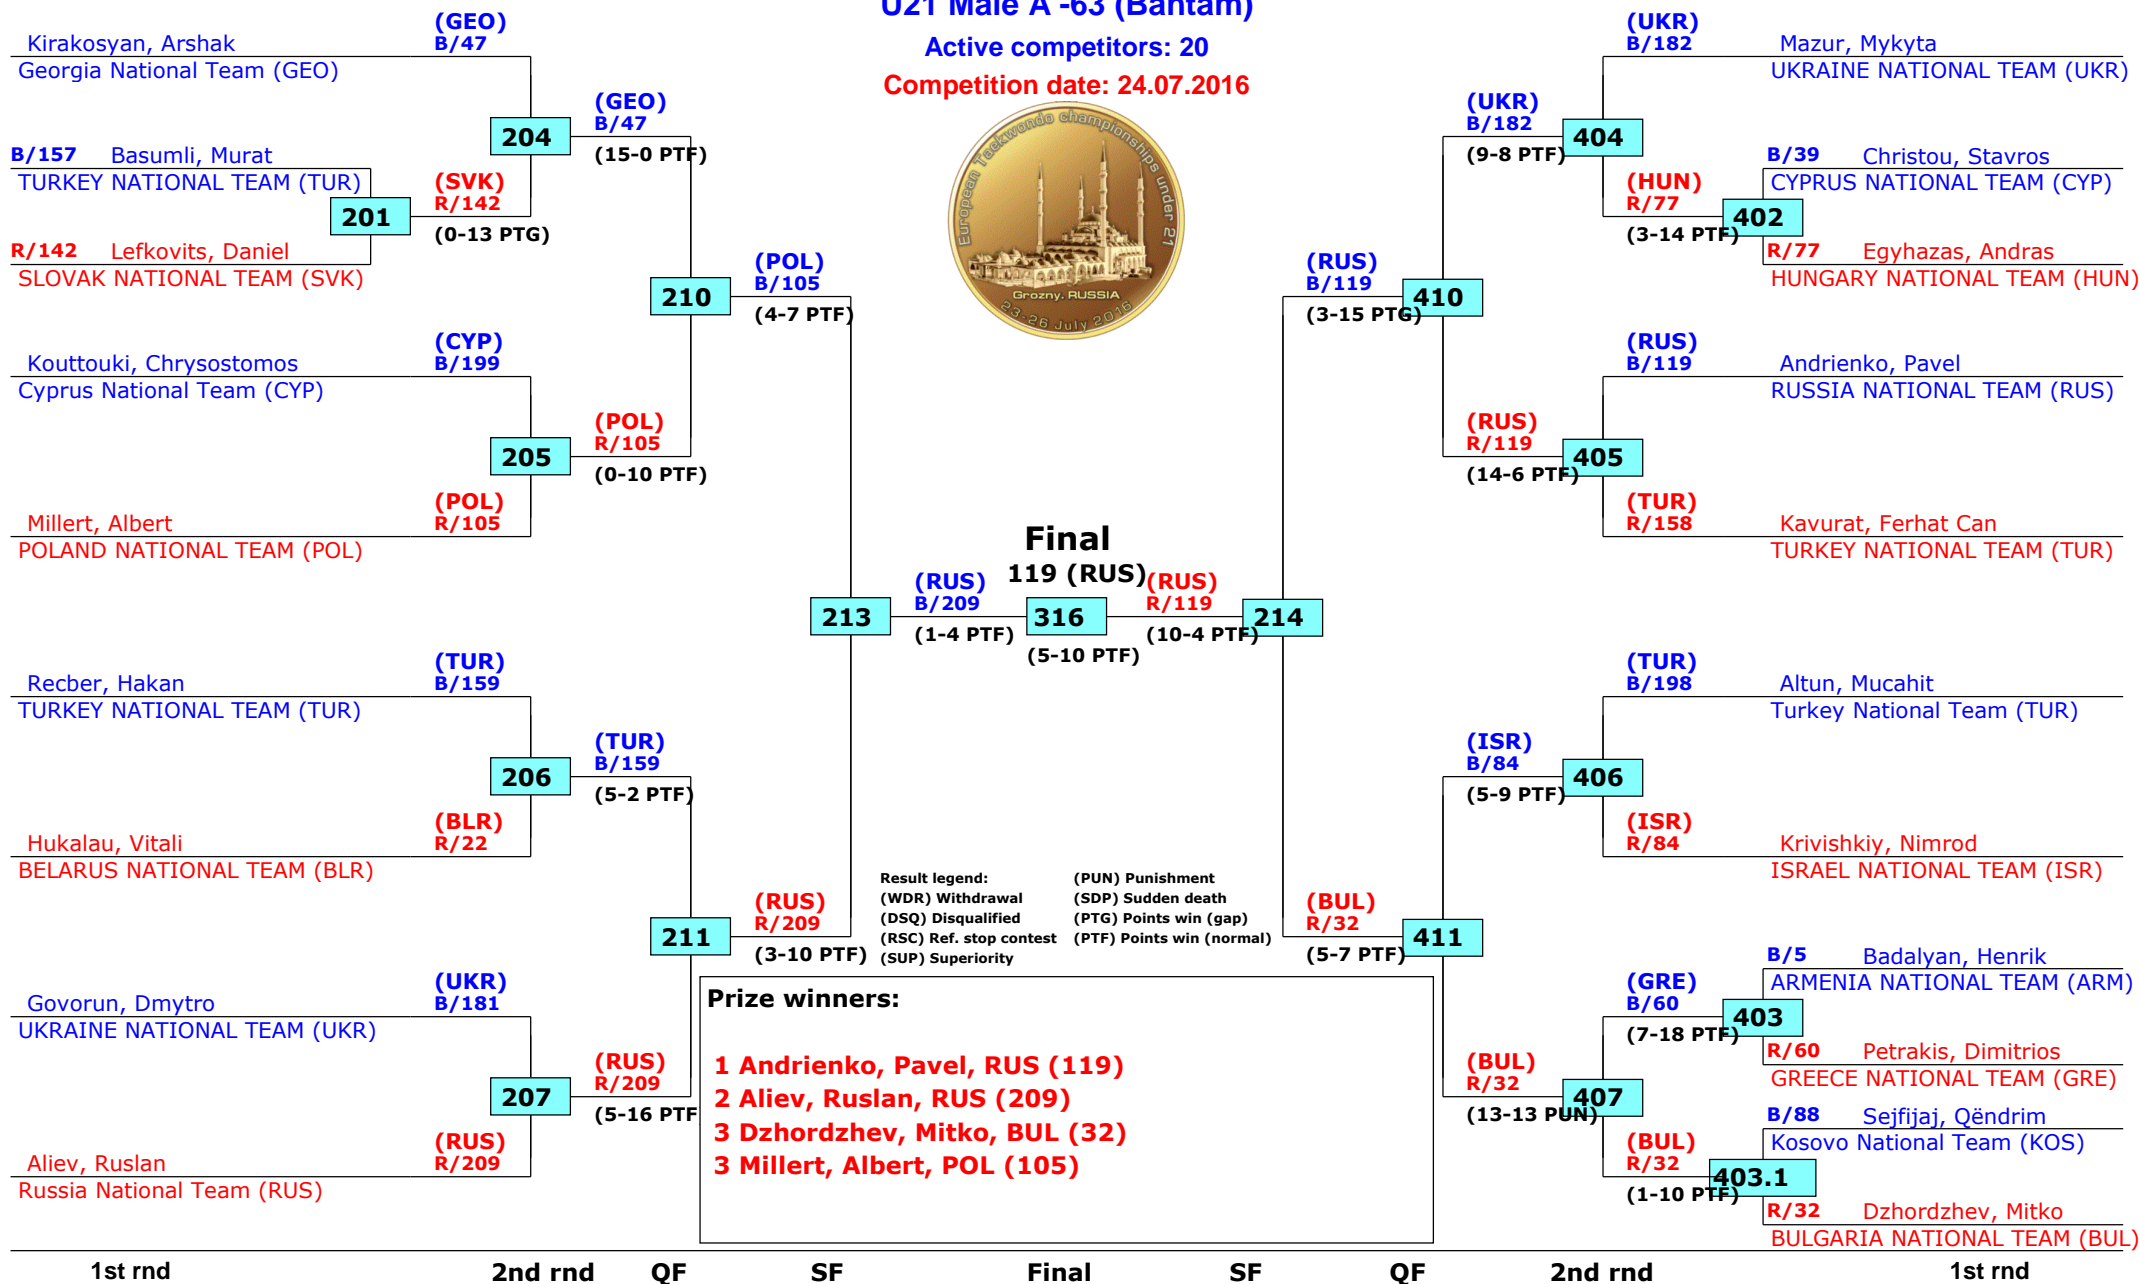 U21 Male A -63 (Bantam)
Active competitors: 20
Competition date: 24.07.2016
European Taekwondo championships under 21
Grozny. RUSSIA
23-26 July 2016
Kirakosyan, Arshak
Georgia National Team (GEO)
(GEO)
B/47
B/157 Basumli, Murat
TURKEY NATIONAL TEAM (TUR)
201
R/142 Lefkovits, Daniel
SLOVAK NATIONAL TEAM (SVK)
(SVK)
R/142
(0-13 PTG)
204
(GEO)
B/47
(15-0 PTF)
Kouttouki, Chrysostomos
Cyprus National Team (CYP)
(CYP)
B/199
205
Millert, Albert
POLAND NATIONAL TEAM (POL)
(POL)
R/105
(POL)
R/105
(0-10 PTF)
210
(POL)
B/105
(4-7 PTF)
Recber, Hakan
TURKEY NATIONAL TEAM (TUR)
(TUR)
B/159
206
Hukalau, Vitali
BELARUS NATIONAL TEAM (BLR)
(BLR)
R/22
(TUR)
B/159
(5-2 PTF)
Govorun, Dmytro
UKRAINE NATIONAL TEAM (UKR)
(UKR)
B/181
207
Aliev, Ruslan
Russia National Team (RUS)
(RUS)
R/209
(RUS)
R/209
(5-16 PTF
211
(RUS)
R/209
(3-10 PTF)
213
(RUS)
B/209
(1-4 PTF)
Final
119 (RUS)
316
(5-10 PTF)
(RUS)
R/119
(10-4 PTF)
214
(RUS)
B/119
(3-15 PTG)
410
(UKR)
B/182
(9-8 PTF)
404
(UKR)
B/182
Mazur, Mykyta
UKRAINE NATIONAL TEAM (UKR)
B/39 Christou, Stavros
CYPRUS NATIONAL TEAM (CYP)
(HUN)
R/77
(3-14 PTF)
402
R/77 Egyhazas, Andras
HUNGARY NATIONAL TEAM (HUN)
(RUS)
B/119
Andrienko, Pavel
RUSSIA NATIONAL TEAM (RUS)
(RUS)
R/119
(14-6 PTF)
405
(TUR)
R/158
Kavurat, Ferhat Can
TURKEY NATIONAL TEAM (TUR)
(TUR)
B/198
Altun, Mucahit
Turkey National Team (TUR)
(ISR)
B/84
(5-9 PTF)
406
(ISR)
R/84
Krivishkiy, Nimrod
ISRAEL NATIONAL TEAM (ISR)
(BUL)
R/32
(5-7 PTF)
411
B/5 Badalyan, Henrik
ARMENIA NATIONAL TEAM (ARM)
(GRE)
B/60
(7-18 PTF)
403
R/60 Petrakis, Dimitrios
GREECE NATIONAL TEAM (GRE)
(BUL)
R/32
(13-13 PUN)
407
B/88 Sejfijaj, Qëndrim
Kosovo National Team (KOS)
(BUL)
R/32
(1-10 PTF)
403.1
R/32 Dzhordzhev, Mitko
BULGARIA NATIONAL TEAM (BUL)
Result legend:
(WDR) Withdrawal
(DSQ) Disqualified
(RSC) Ref. stop contest
(SUP) Superiority
(PUN) Punishment
(SDP) Sudden death
(PTG) Points win (gap)
(PTF) Points win (normal)
Prize winners:
1 Andrienko, Pavel, RUS (119)
2 Aliev, Ruslan, RUS (209)
3 Dzhordzhev, Mitko, BUL (32)
3 Millert, Albert, POL (105)
1st rnd 2nd rnd QF SF Final SF QF 2nd rnd 1st rnd